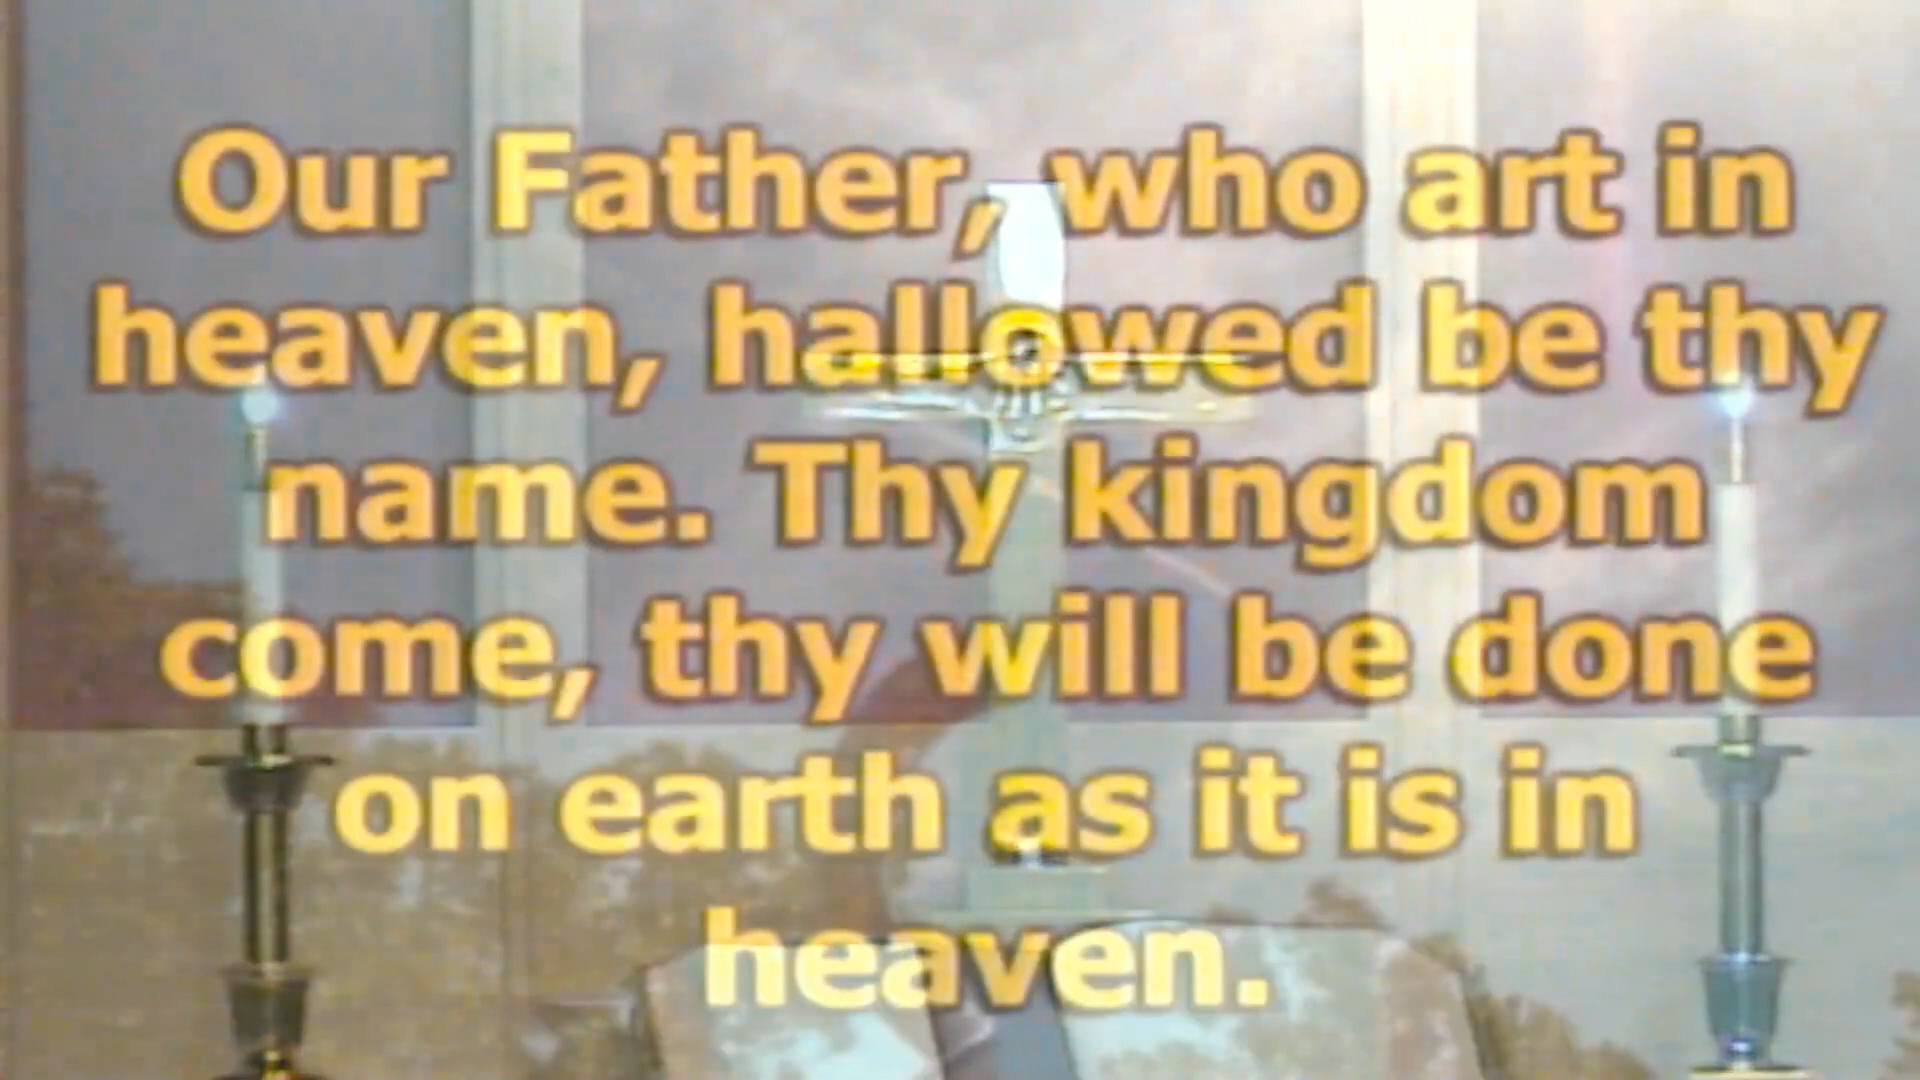 Our Father, who art in
heaven, hallowed be thy
name. Thy kingdom
come, thy will be done
on earth as it is in
heaven.